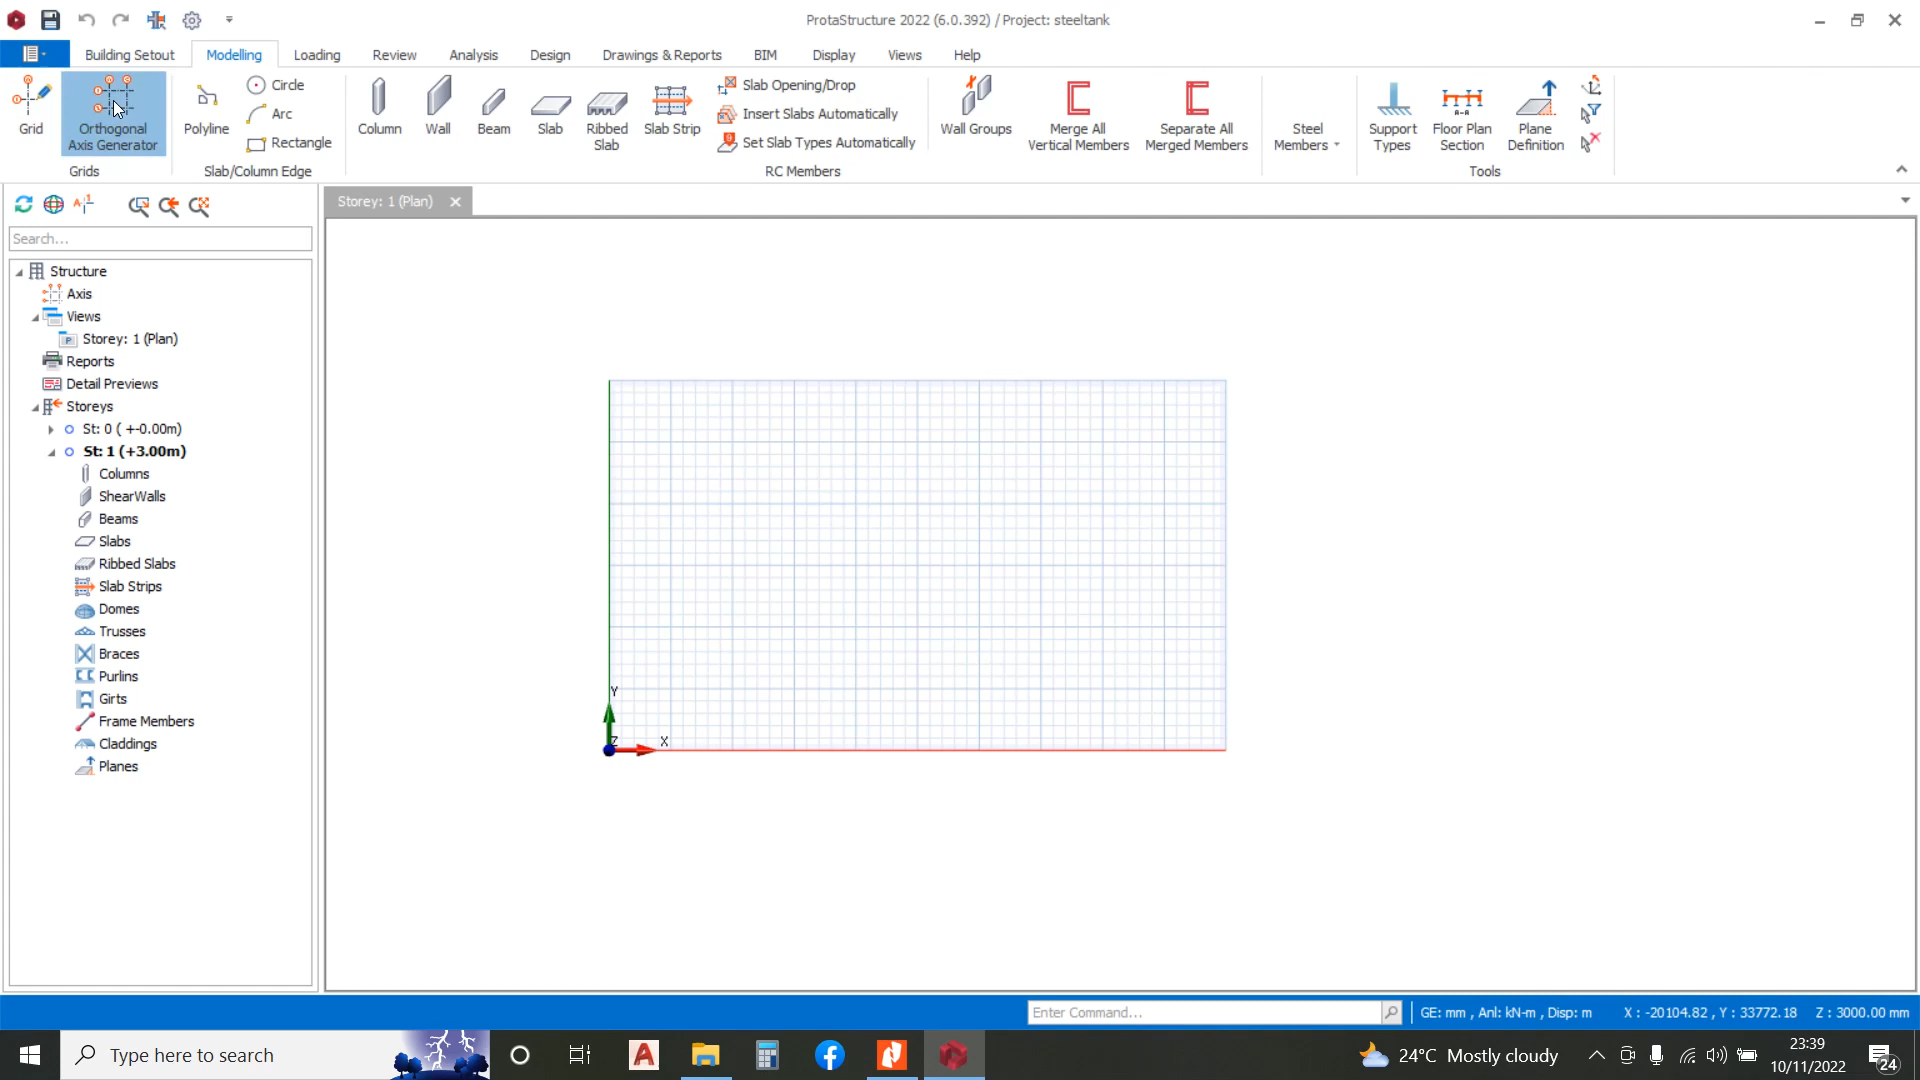 ProtaStructure 2022 (6.0.392) / Project: steeltank
Building Setout Modelling Loading Review Analysis Design Drawings & Reports BIM Display Views Help
Grid
Orthogonal
Axis Generator
Grids
Polyline
Circle
Arc
Rectangle
Slab/Column Edge
Column
Wall
Beam
Slab
Ribbed
Slab
Slab Strip
Slab Opening/Drop
Insert Slabs Automatically
Set Slab Types Automatically
RC Members
Wall Groups
Merge All
Vertical Members
Separate All
Merged Members
Steel
Members
Support
Types
Floor Plan
Section
Plane
Definition
Tools
Storey: 1 (Plan)
Search...
Structure
Axis
Views
Storey: 1 (Plan)
Reports
Detail Previews
Storeys
St: 0 ( +-0.00m)
St: 1 (+3.00m)
Columns
ShearWalls
Beams
Slabs
Ribbed Slabs
Slab Strips
Domes
Trusses
Braces
Purlins
Girts
Frame Members
Claddings
Planes
Y
Z
X
Enter Command...
GE: mm , Anl: kN-m , Disp: m
X : -20104.82 , Y : 33772.18
Z : 3000.00 mm
Type here to search
24°C Mostly cloudy
23:39
10/11/2022
24